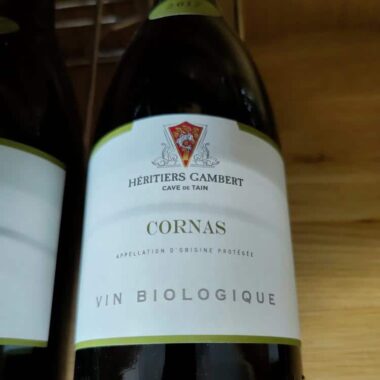 HÉRITIERS GAMBERT
CAVE DE TAIN
CORNAS
APPELLATION D'ORIGINE PROTÉGÉE
VIN BIOLOGIQUE